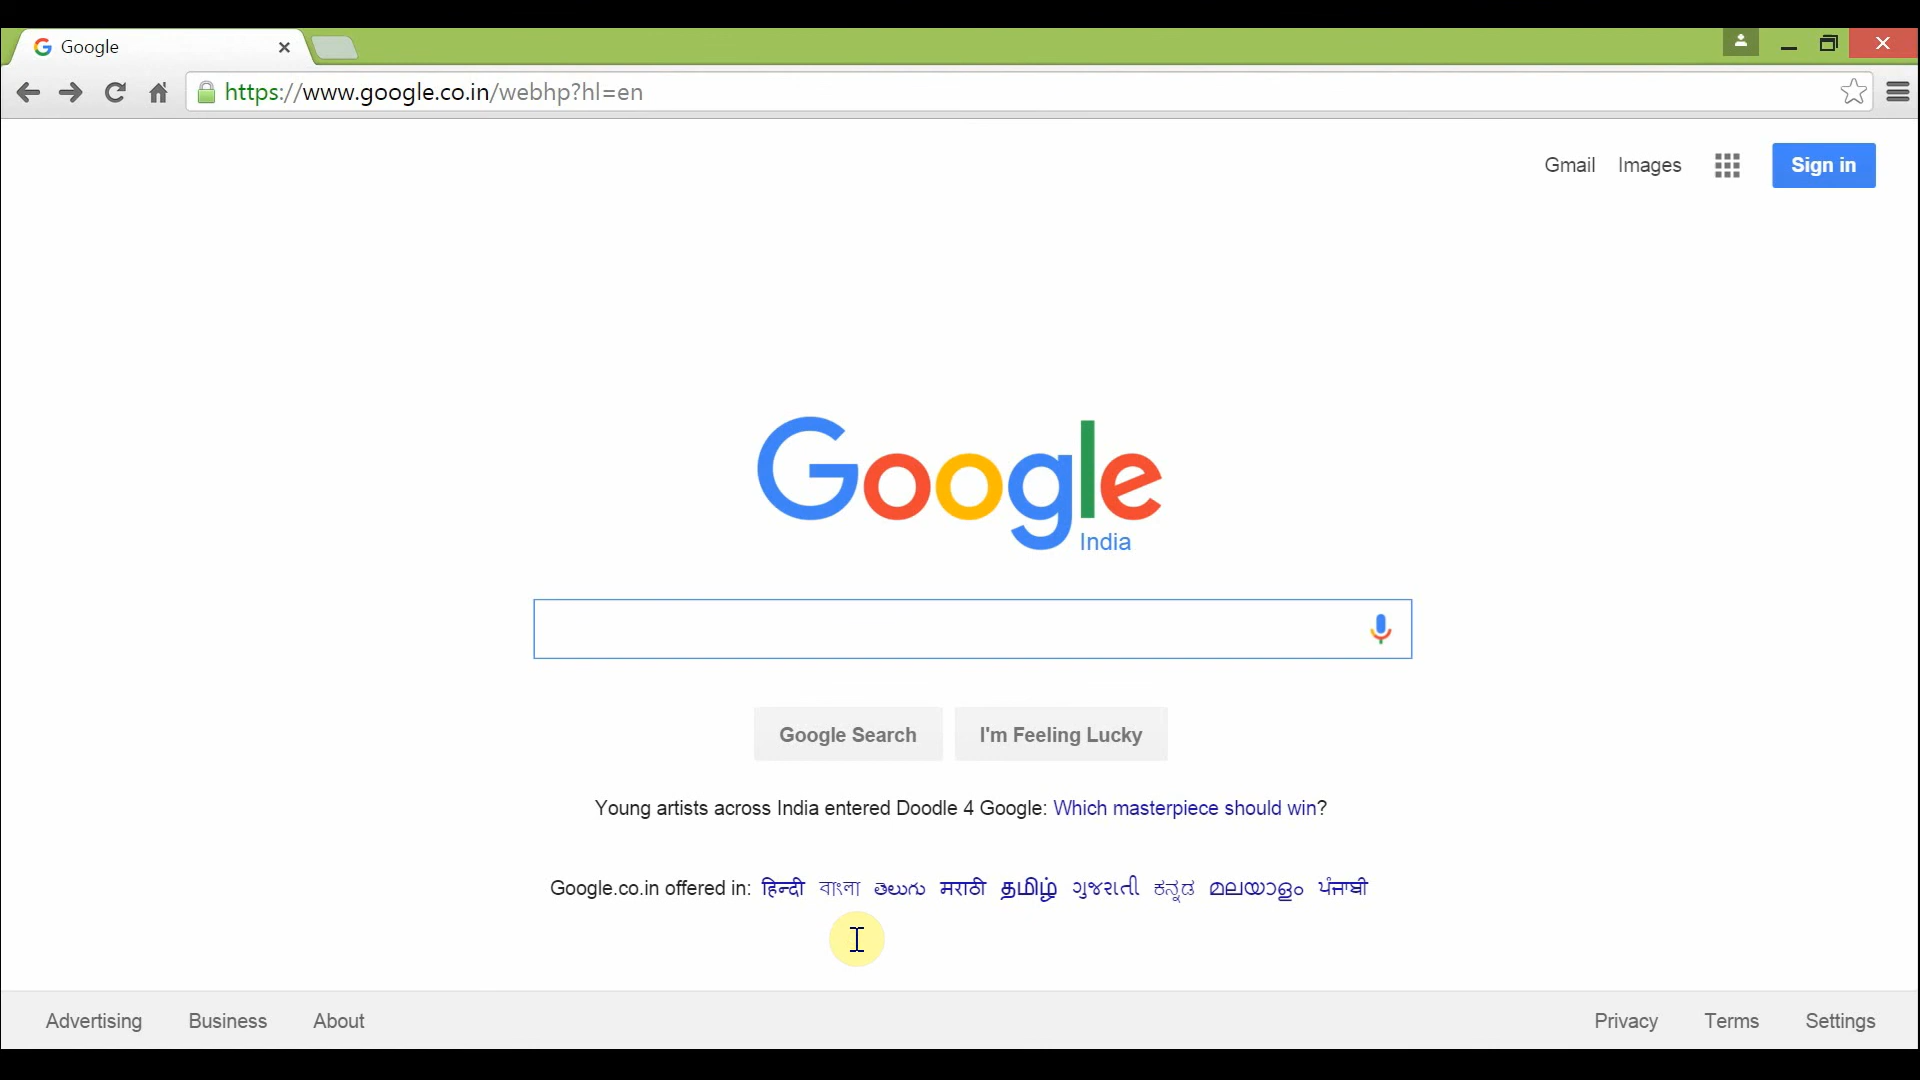 Google
https://www.google.co.in/webhp?hl=en
Gmail Images Sign in
Google
India
Google Search I'm Feeling Lucky
Young artists across India entered Doodle 4 Google: Which masterpiece should win?
Google.co.in offered in: हिन्दी বাংলা తెలుగు मराठी தமிழ் ગુજરાતી ಕನ್ನಡ മലയാളം ਪੰਜਾਬੀ
Advertising Business About Privacy Terms Settings